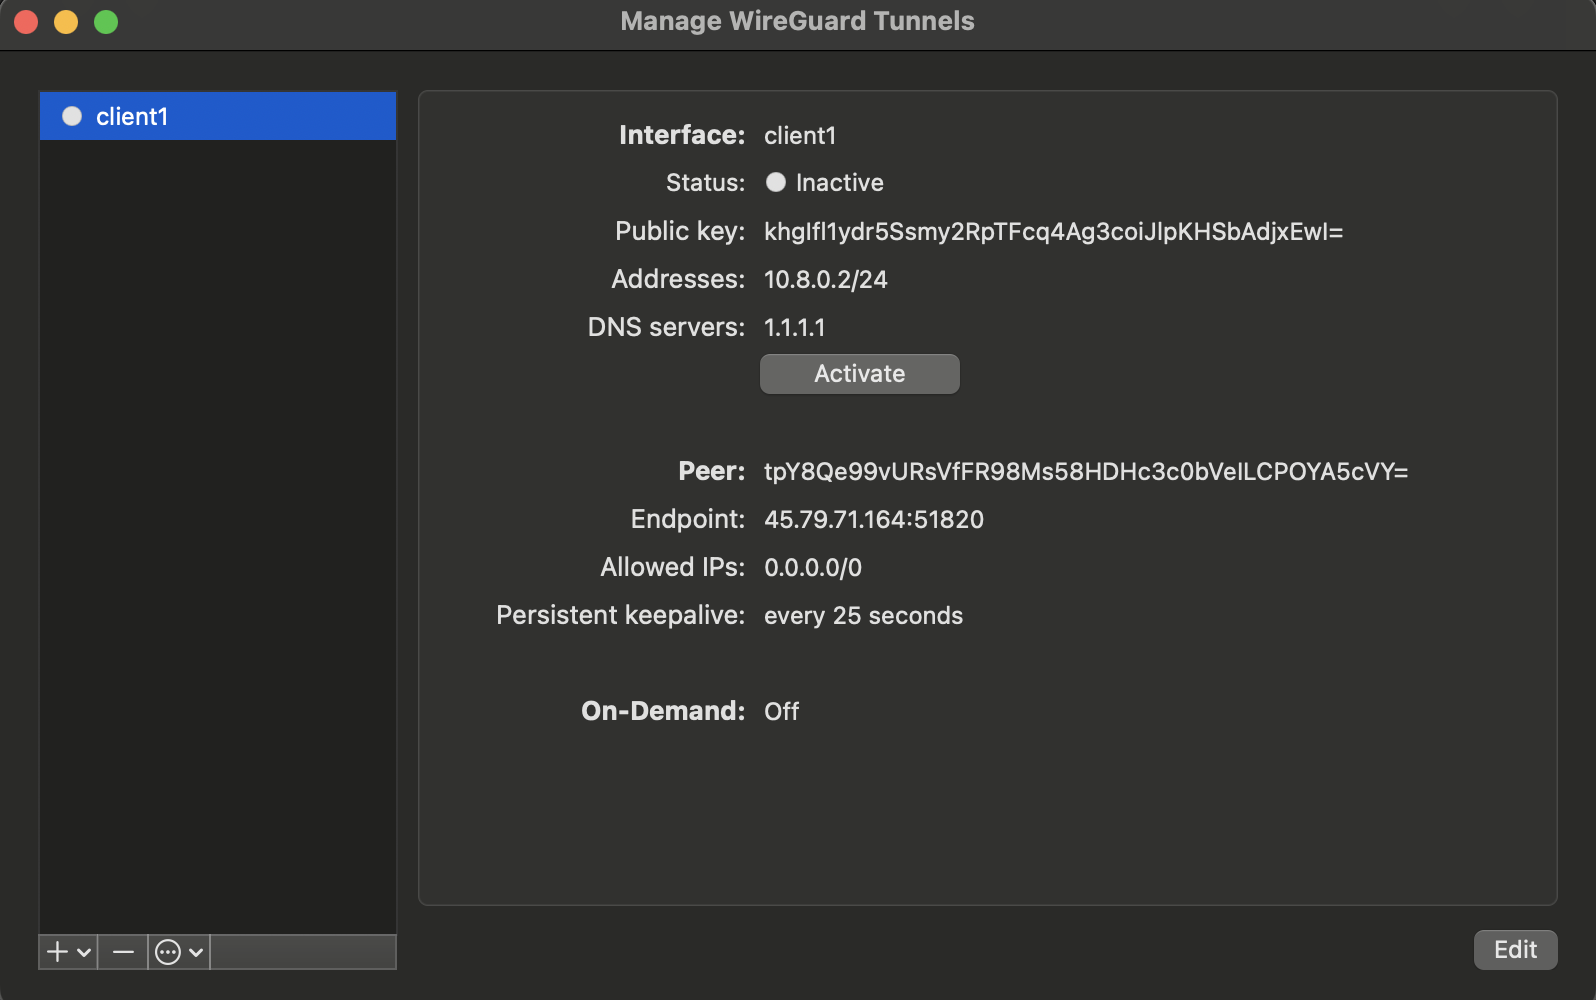 Manage WireGuard Tunnels
client1
Interface: client1
Status: Inactive
Public key: khgIfl1ydr5Ssmy2RpTFcq4Ag3coiJlpKHSbAdjxEwI=
Addresses: 10.8.0.2/24
DNS servers: 1.1.1.1
Activate
Peer: tpY8Qe99vURsVfFR98Ms58HDHc3c0bVeILCPOYA5cVY=
Endpoint: 45.79.71.164:51820
Allowed IPs: 0.0.0.0/0
Persistent keepalive: every 25 seconds
On-Demand: Off
Edit